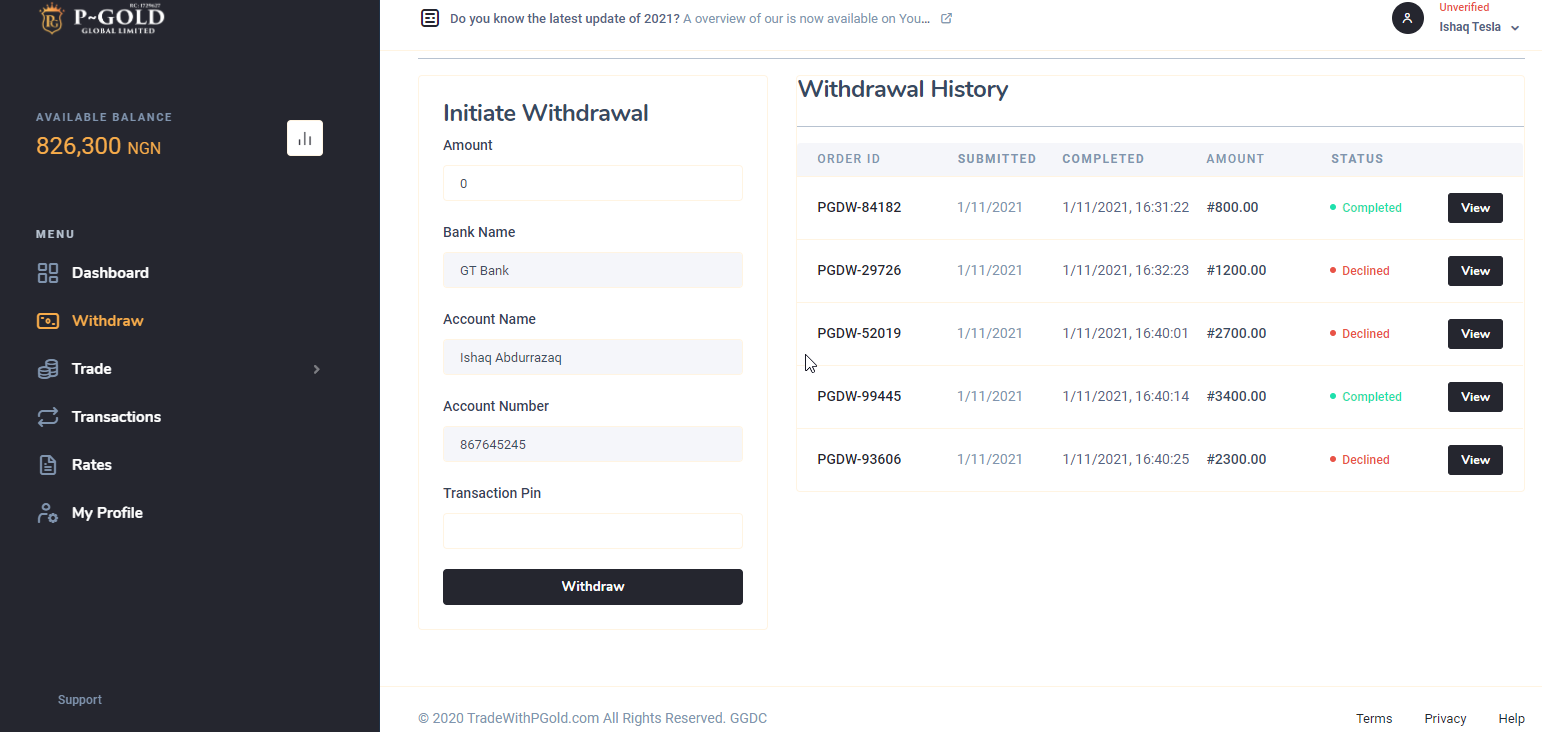 RC: 1729627
P~GOLD
GLOBAL LIMITED
AVAILABLE BALANCE
826,300 NGN
MENU
Dashboard
Withdraw
Trade
Transactions
Rates
My Profile
Support
Do you know the latest update of 2021? A overview of our is now available on You...
Unverified
Ishaq Tesla
Initiate Withdrawal
Amount
0
Bank Name
GT Bank
Account Name
Ishaq Abdurrazaq
Account Number
867645245
Transaction Pin
Withdraw
Withdrawal History
ORDER ID SUBMITTED COMPLETED AMOUNT STATUS
PGDW-84182 1/11/2021 1/11/2021, 16:31:22 #800.00 Completed View
PGDW-29726 1/11/2021 1/11/2021, 16:32:23 #1200.00 Declined View
PGDW-52019 1/11/2021 1/11/2021, 16:40:01 #2700.00 Declined View
PGDW-99445 1/11/2021 1/11/2021, 16:40:14 #3400.00 Completed View
PGDW-93606 1/11/2021 1/11/2021, 16:40:25 #2300.00 Declined View
© 2020 TradeWithPGold.com All Rights Reserved. GGDC
Terms Privacy Help